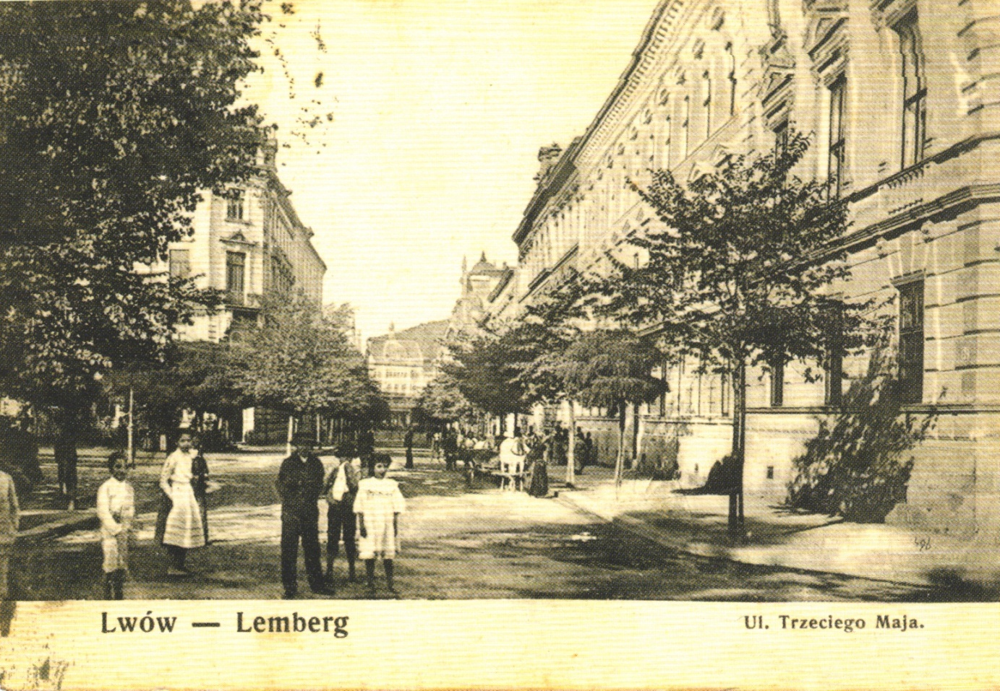 Lwów — Lemberg
Ul. Trzeciego Maja.